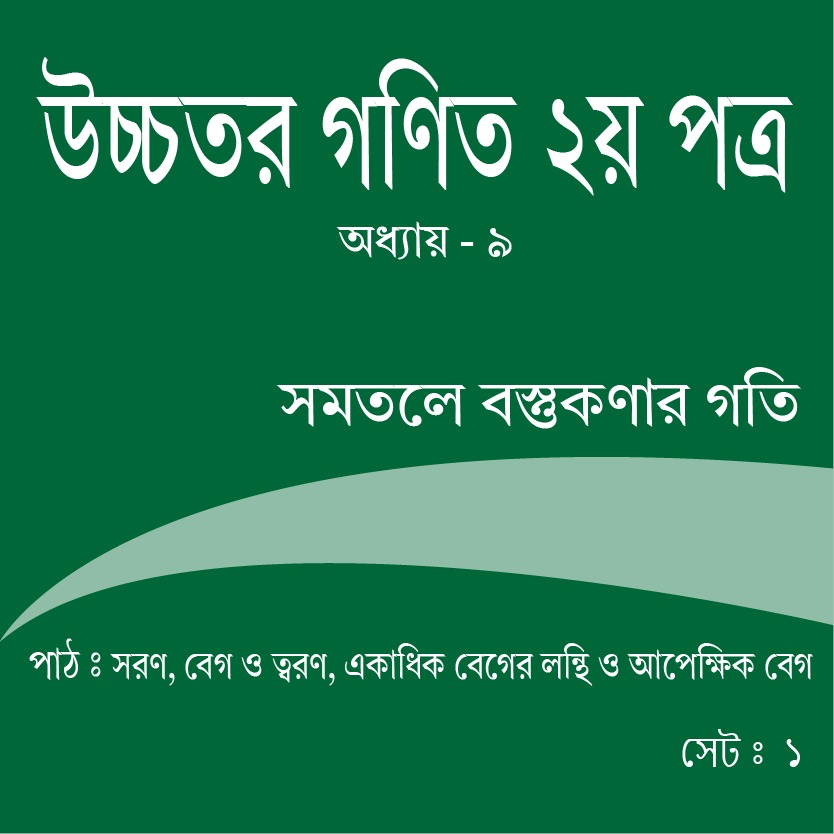 উচ্চতর গণিত ২য় পত্র
অধ্যায় - ৯
সমতলে বস্তুকণার গতি
পাঠ ঃ সরণ, বেগ ও ত্বরণ, একাধিক বেগের লব্ধি ও আপেক্ষিক বেগ
সেট ঃ ১